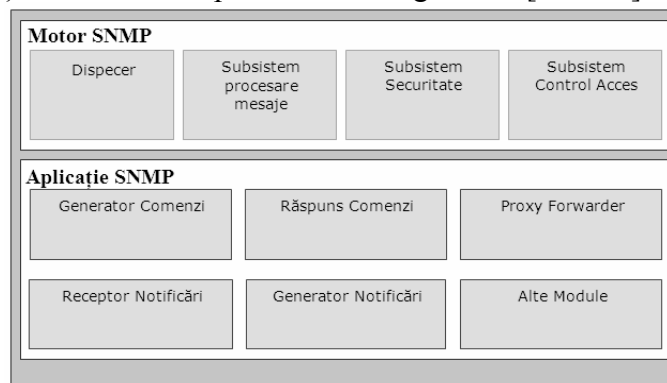 Motor SNMP
Dispecer
Subsistem
procesare
mesaje
Subsistem
Securitate
Subsistem
Control Acces
Aplicație SNMP
Generator Comenzi
Răspuns Comenzi
Proxy Forwarder
Receptor Notificări
Generator Notificări
Alte Module